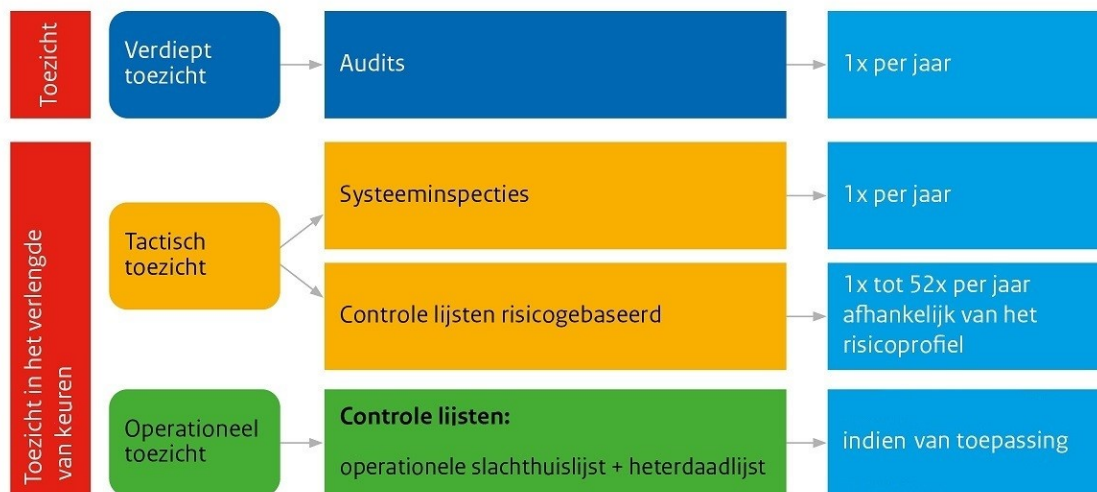 Toezicht
Verdiept
toezicht
Audits
1x per jaar
Toezicht in het verlengde
van keuren
Tactisch
toezicht
Systeeminspecties
1x per jaar
Controle lijsten risicogebaseerd
1x tot 52x per jaar
afhankelijk van het
risicoprofiel
Operationeel
toezicht
Controle lijsten:
operationele slachthuislijst + heterdaadlijst
indien van toepassing